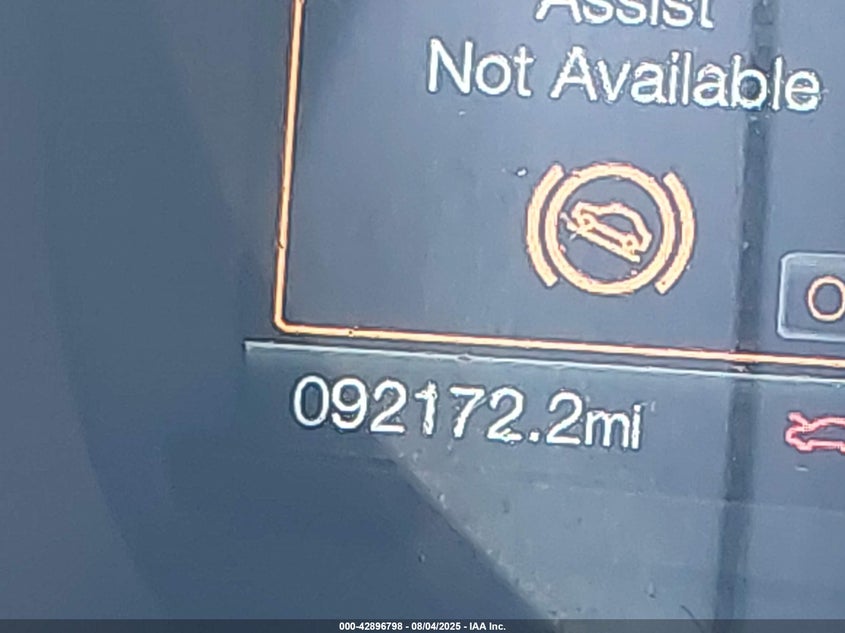 Assist
Not Available
092172.2mi
000-42896798 - 08/04/2025 - IAA Inc.